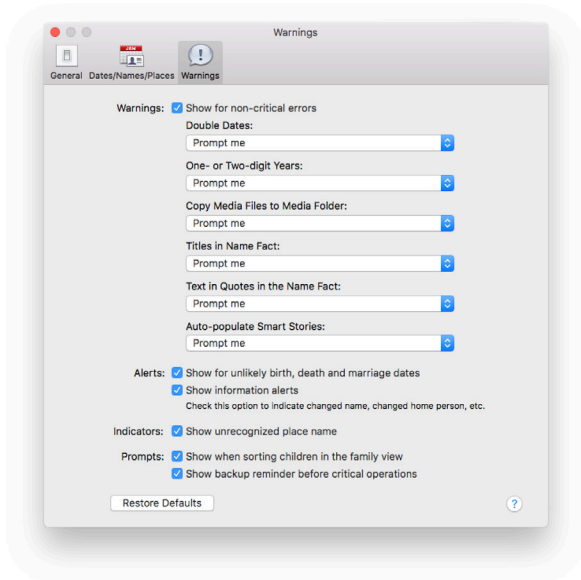 Warnings
JAN
General Dates/Names/Places Warnings
Warnings: Show for non-critical errors
Double Dates:
Prompt me
One- or Two-digit Years:
Prompt me
Copy Media Files to Media Folder:
Prompt me
Titles in Name Fact:
Prompt me
Text in Quotes in the Name Fact:
Prompt me
Auto-populate Smart Stories:
Prompt me
Alerts: Show for unlikely birth, death and marriage dates
Show information alerts
Check this option to indicate changed name, changed home person, etc.
Indicators: Show unrecognized place name
Prompts: Show when sorting children in the family view
Show backup reminder before critical operations
Restore Defaults ?